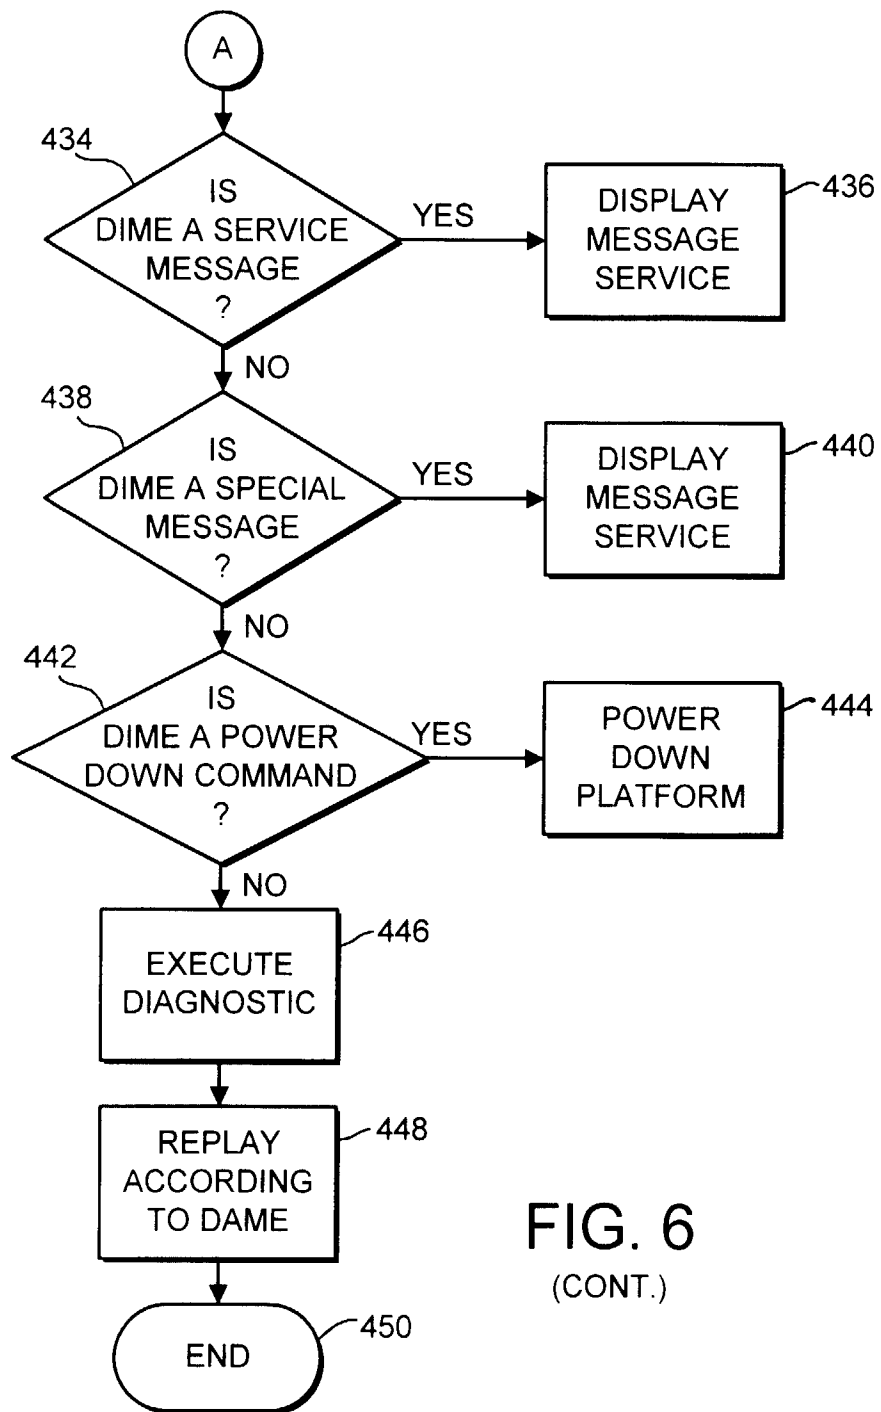 A
434
IS
DIME A SERVICE
MESSAGE
?
YES
DISPLAY
MESSAGE
SERVICE
436
NO
438
IS
DIME A SPECIAL
MESSAGE
?
YES
DISPLAY
MESSAGE
SERVICE
440
NO
442
IS
DIME A POWER
DOWN COMMAND
?
YES
POWER
DOWN
PLATFORM
444
NO
EXECUTE
DIAGNOSTIC
446
REPLAY
ACCORDING
TO DAME
448
END
450
FIG. 6
(CONT.)